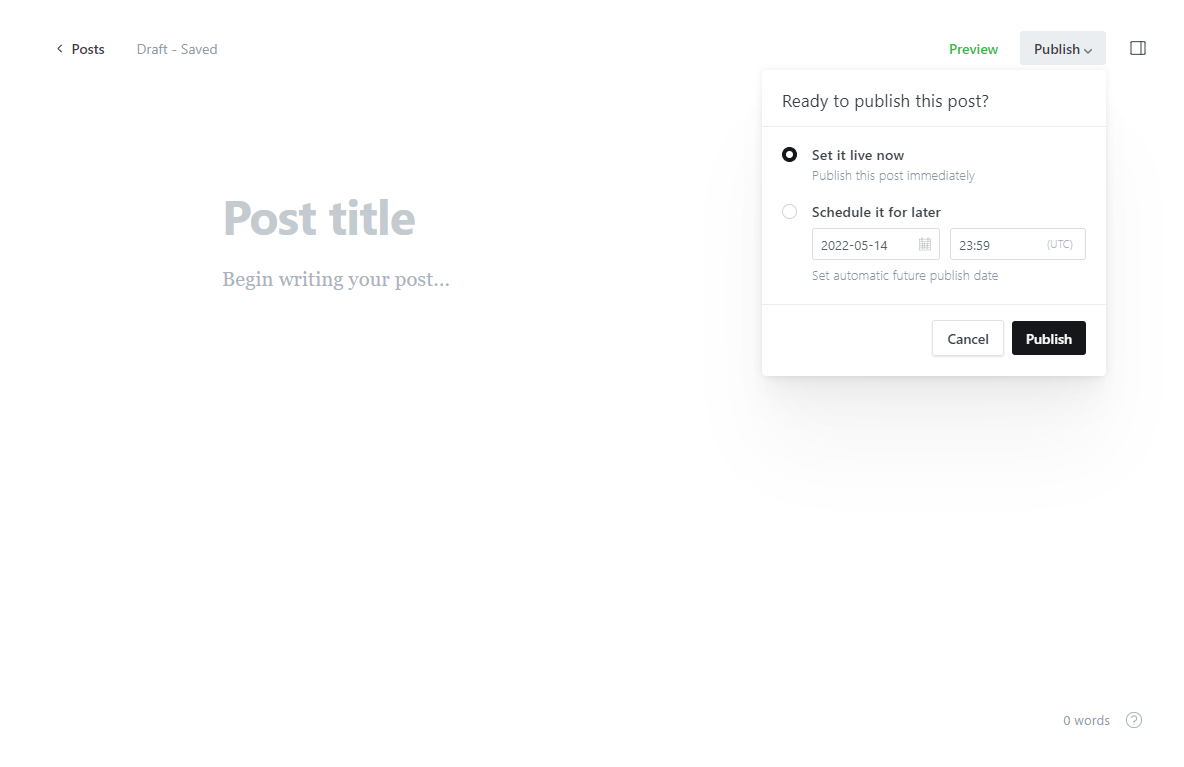 Posts Draft - Saved Preview Publish
Ready to publish this post?
Set it live now
Publish this post immediately
Schedule it for later
2022-05-14 23:59 (UTC)
Set automatic future publish date
Cancel Publish
Post title
Begin writing your post...
0 words ?